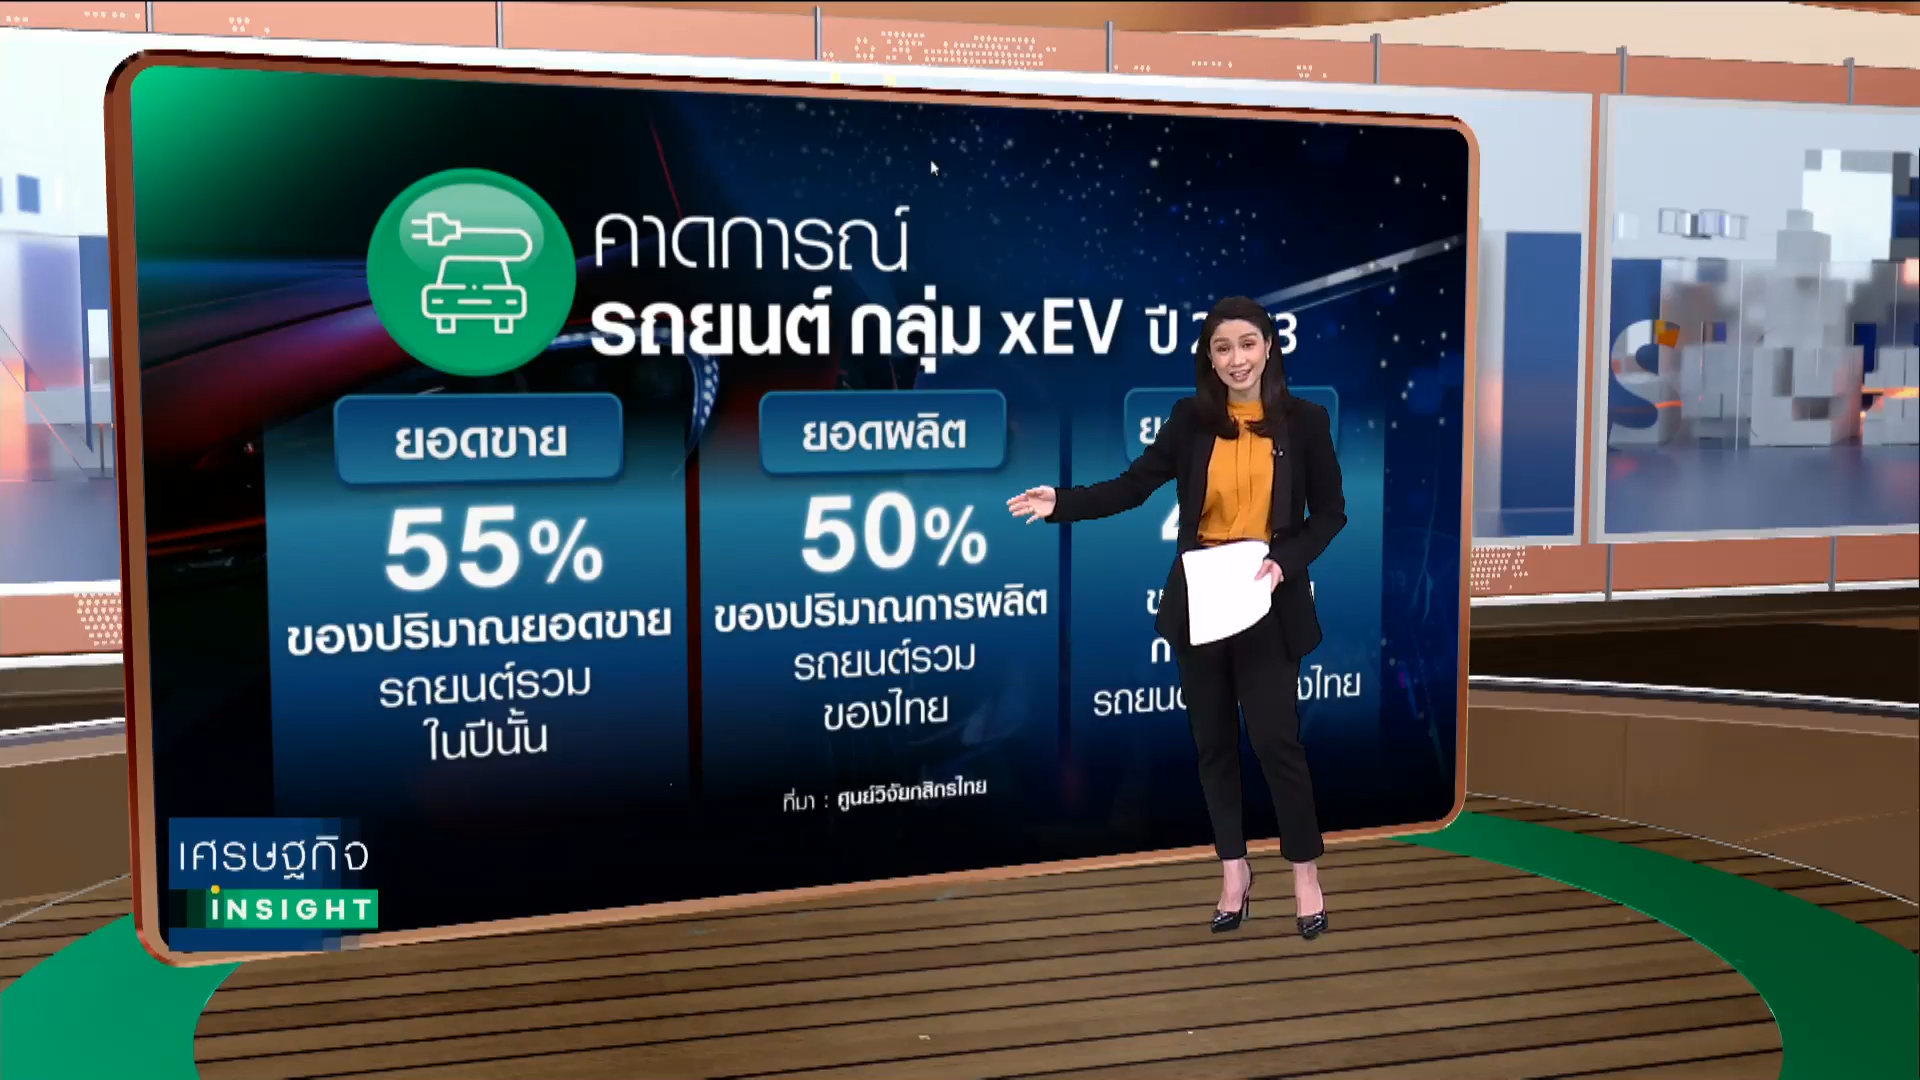 คาดการณ์
รถยนต์ กลุ่ม xEV ปี
ยอดขาย
55%
ของปริมาณยอดขาย
รถยนต์รวม
ในปีนั้น
ยอดผลิต
50%
ของปริมาณการผลิต
รถยนต์รวม
ของไทย
ที่มา : ศูนย์วิจัยกสิกรไทย
เศรษฐกิจ
INSIGHT